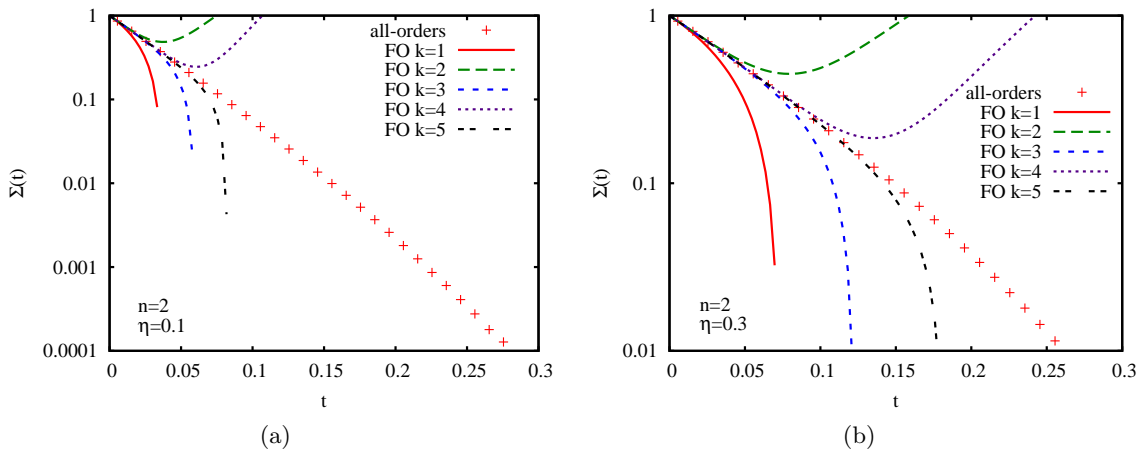 1
0.1
0.01
0.001
0.0001
Σ(t)
0 0.05 0.1 0.15 0.2 0.25 0.3
t
all-orders
FO k=1
FO k=2
FO k=3
FO k=4
FO k=5
n=2
η=0.1
(a)
1
0.1
0.01
Σ(t)
0 0.05 0.1 0.15 0.2 0.25 0.3
t
all-orders
FO k=1
FO k=2
FO k=3
FO k=4
FO k=5
n=2
η=0.3
(b)